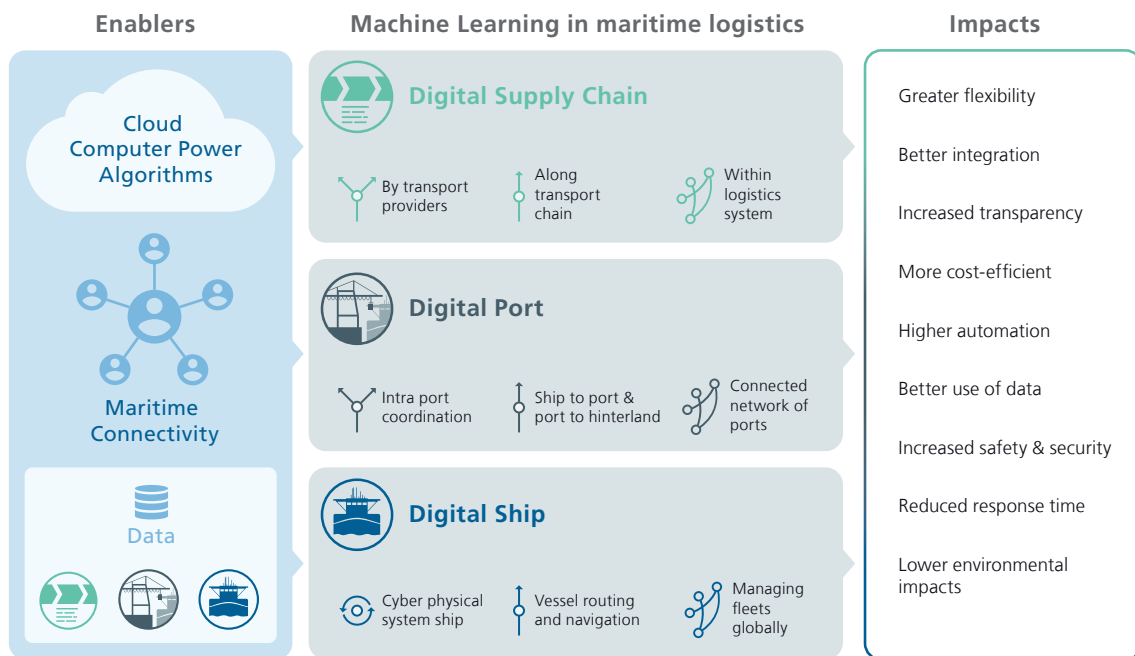 Enablers
Machine Learning in maritime logistics
Impacts
Cloud
Computer Power
Algorithms
Maritime
Connectivity
Data
Digital Supply Chain
By transport
providers
Along
transport
chain
Within
logistics
system
Digital Port
Intra port
coordination
Ship to port &
port to hinterland
Connected
network of
ports
Digital Ship
Cyber physical
system ship
Vessel routing
and navigation
Managing
fleets
globally
Greater flexibility
Better integration
Increased transparency
More cost-efficient
Higher automation
Better use of data
Increased safety & security
Reduced response time
Lower environmental
impacts